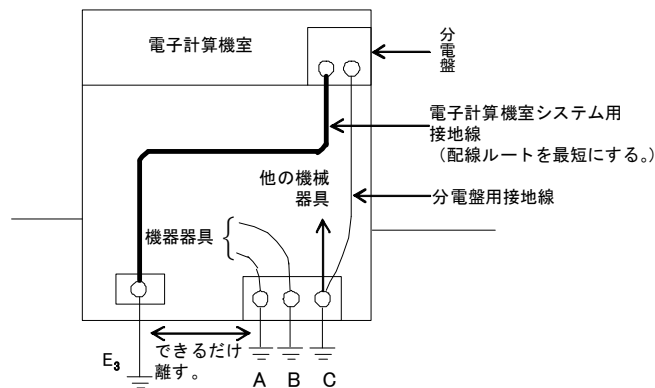 電子計算機室
分電盤
電子計算機室システム用
接地線
（配線ルートを最短にする。）
他の機械
器具
分電盤用接地線
機器器具
できるだけ
離す。
E₃
A B C